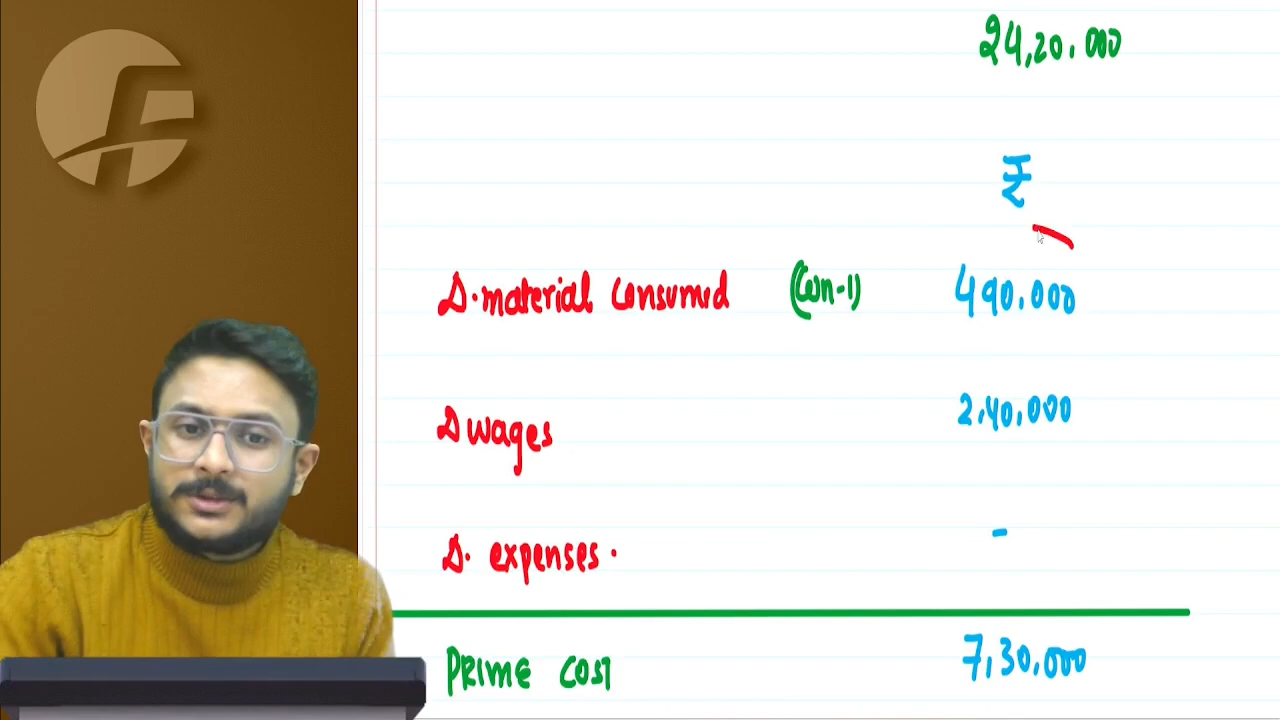 24,20.000
₹
D. material consumed (wn-1) 490.000
D wages 2,40,000
D. expenses. -
PRIME COST 7,30,000